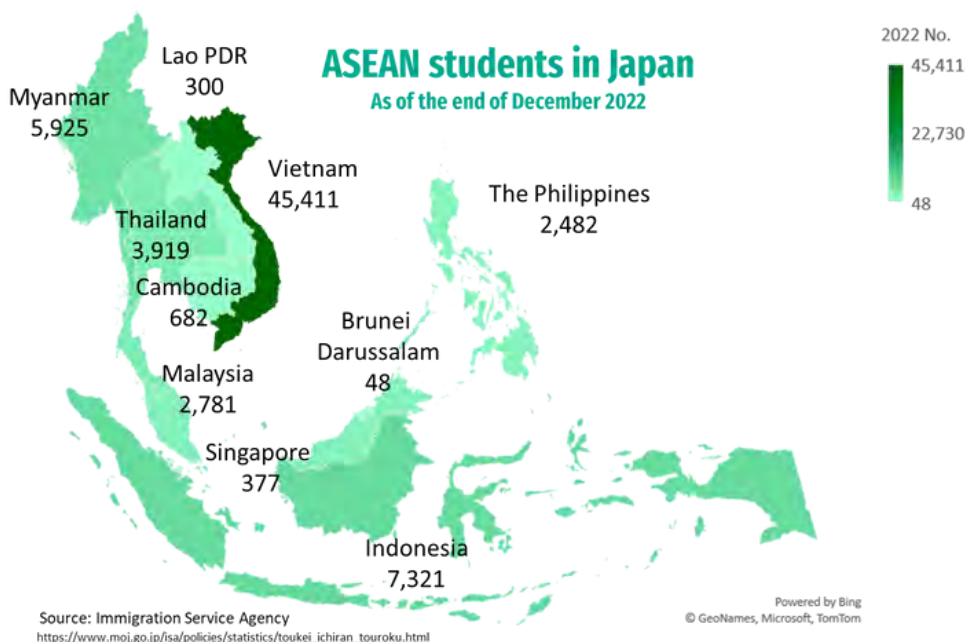 ASEAN students in Japan
As of the end of December 2022
2022 No.
45,411
22,730
48
Lao PDR
300
Myanmar
5,925
Vietnam
45,411
The Philippines
2,482
Thailand
3,919
Cambodia
682
Brunei
Darussalam
48
Malaysia
2,781
Singapore
377
Indonesia
7,321
Powered by Bing
© GeoNames, Microsoft, TomTom
Source: Immigration Service Agency
https://www.moj.go.jp/isa/policies/statistics/toukei_ichiran_touroku.html